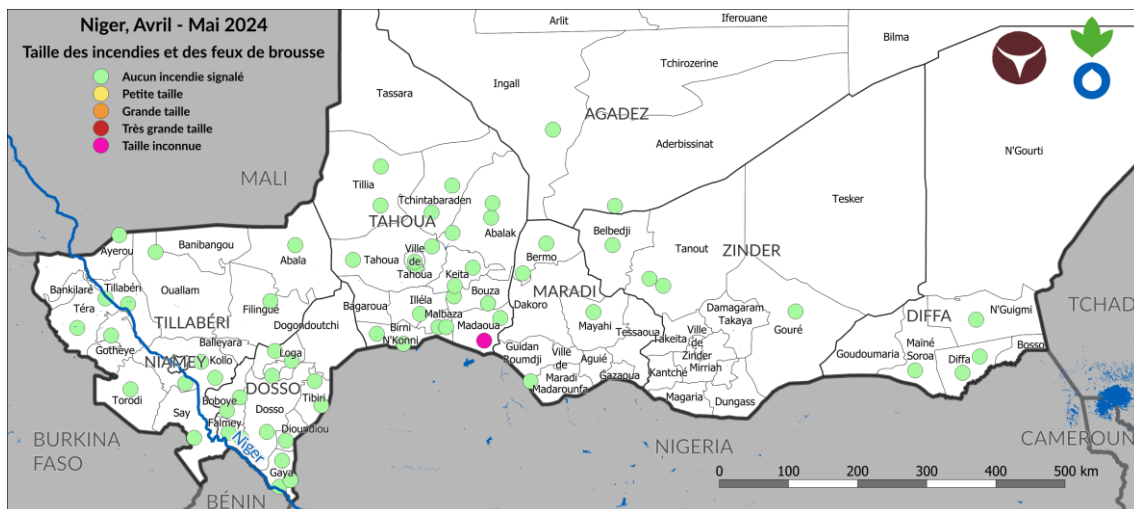 Niger, Avril - Mai 2024
Taille des incendies et des feux de brousse
Aucun incendie signalé
Petite taille
Grande taille
Très grande taille
Taille inconnue
Arlit
Iferouane
Bilma
Tchirozerine
Ingall
Tassara
AGADEZ
Aderbissinat
N'Gourti
MALI
Tillia
Tchintabaraden
Tesker
TAHOUA
Abalak
Belbedji
Tanout
ZINDER
Ayerou
Banibangou
Abala
Tahoua
Ville
de
Tahoua
Keita
Bermo
Bankilaré
Tillabéri
Ouallam
Téra
Filingué
Bagaroua
Illéla
Bouza
Dakoro
MARADI
Damagaram
Takaya
Gouré
DIFFA
N'Guigmi
TCHAD
TILLABÉRI
Dogondoutchi
Birni
N'Konni
Malbaza
Madaoua
Mayahi
Tessaoua
Takeita
Ville
de
Zinder
Mirriah
Goudoumaria
Maïné
Soroa
Diffa
Bosso
Gothèye
Balleyara
NIAMEY
Kollo
Loga
Guidan
Roumdji
Ville
de
Maradi
Madarounfa
Aguié
Gazaoua
Kantché
Magaria
Dungass
Torodi
Say
DOSSO
Boboye
Tibiri
Dosso
Falmey
Dioundiou
Niger
Gaya
BURKINA
FASO
BÉNIN
NIGERIA
CAMEROUN
0 100 200 300 400 500 km